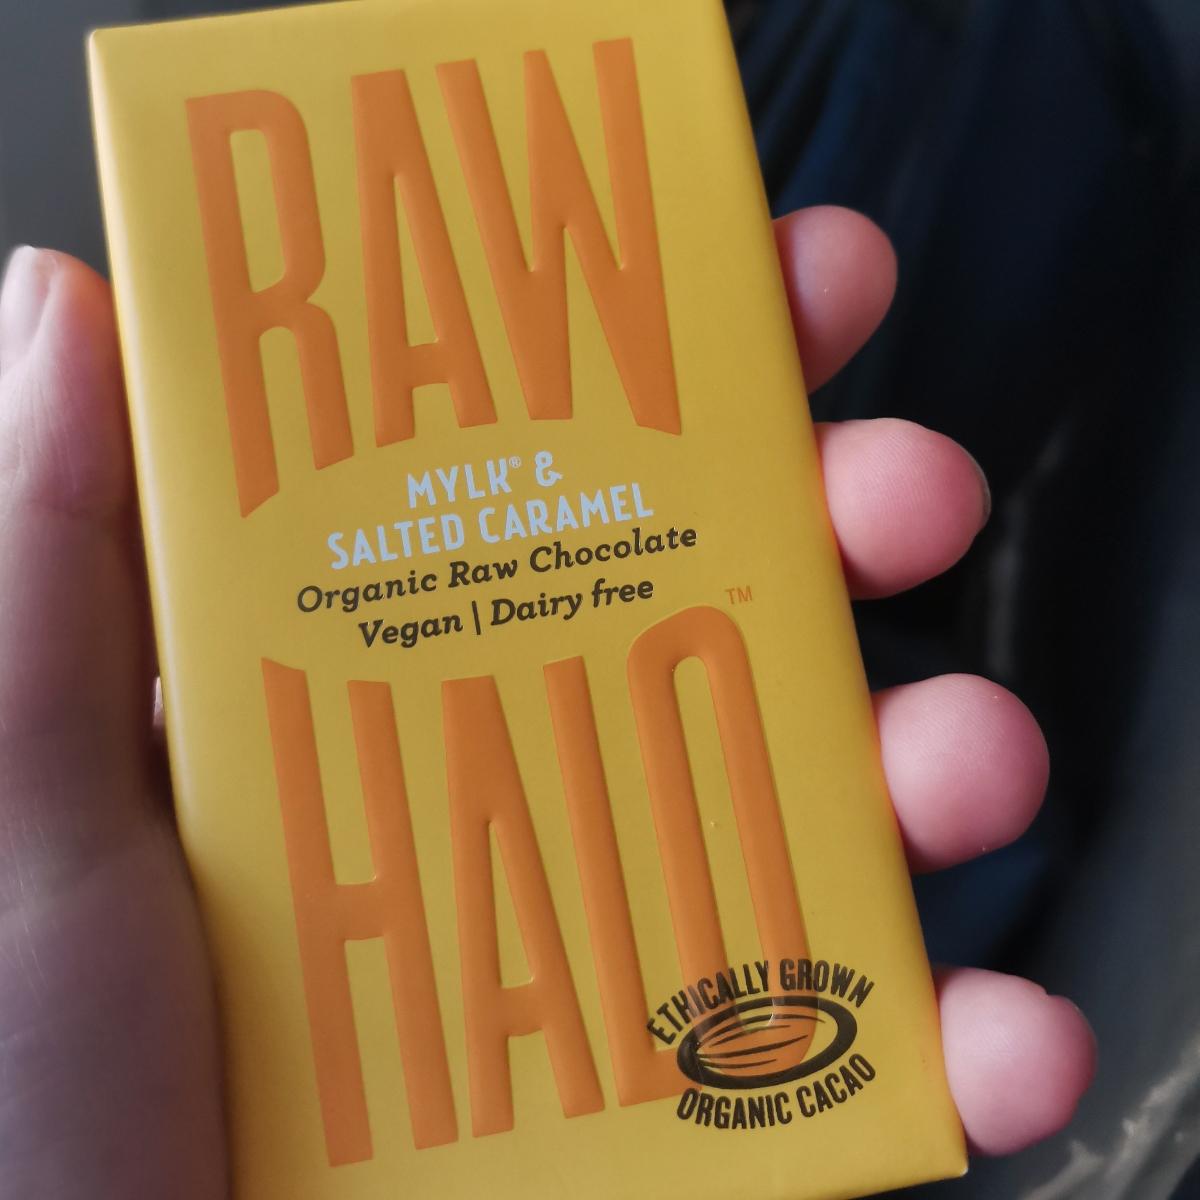 RAW
MYLK® &
SALTED CARAMEL
Organic Raw Chocolate
Vegan | Dairy free
HALO™
ETHICALLY GROWN
ORGANIC CACAO